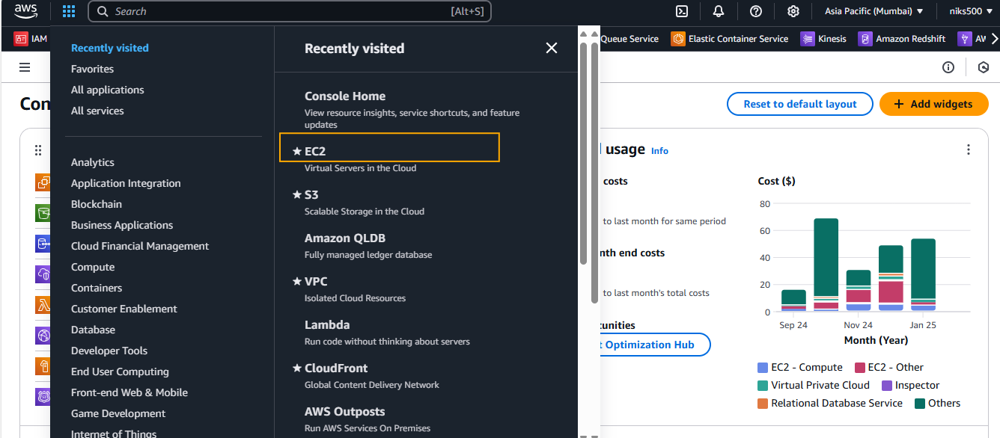 aws
Search
[Alt+S]
Asia Pacific (Mumbai)
niks500
IAM
Queue Service
Elastic Container Service
Kinesis
Amazon Redshift
Recently visited
Favorites
All applications
All services
Analytics
Application Integration
Blockchain
Business Applications
Cloud Financial Management
Compute
Containers
Customer Enablement
Database
Developer Tools
End User Computing
Front-end Web & Mobile
Game Development
Internet of Things
Recently visited
Console Home
View resource insights, service shortcuts, and feature
updates
EC2
Virtual Servers in the Cloud
S3
Scalable Storage in the Cloud
Amazon QLDB
Fully managed ledger database
VPC
Isolated Cloud Resources
Lambda
Run code without thinking about servers
CloudFront
Global Content Delivery Network
AWS Outposts
Run AWS Services On Premises
Reset to default layout
+ Add widgets
usage Info
costs
to last month for same period
nth end costs
to last month's total costs
Optimization Hub
Cost ($)
80
60
40
20
0
Sep 24
Nov 24
Jan 25
Month (Year)
EC2 - Compute
EC2 - Other
Virtual Private Cloud
Inspector
Relational Database Service
Others